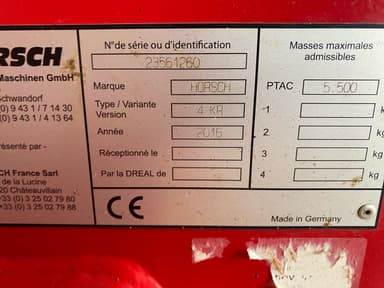 RSCH
Maschinen GmbH
Schwandorf
(0) 9 43 1 / 7 14 30
(0) 9 43 1 / 4 13 64
présenté par -
CH France Sarl
de la Lucine
20 Châteauvillain
+33 (0) 3 25 02 79 80
+33 (0) 3 25 02 79 88
N°de série ou d'identification
23561260
Marque HORSCH
Type / Variante
Version 4 KR
Année 2016
Réceptionné le
Par la DREAL de
CE
Masses maximales
admissibles
PTAC 5.500
1 kg
2 kg
3 kg
4 kg
Made in Germany